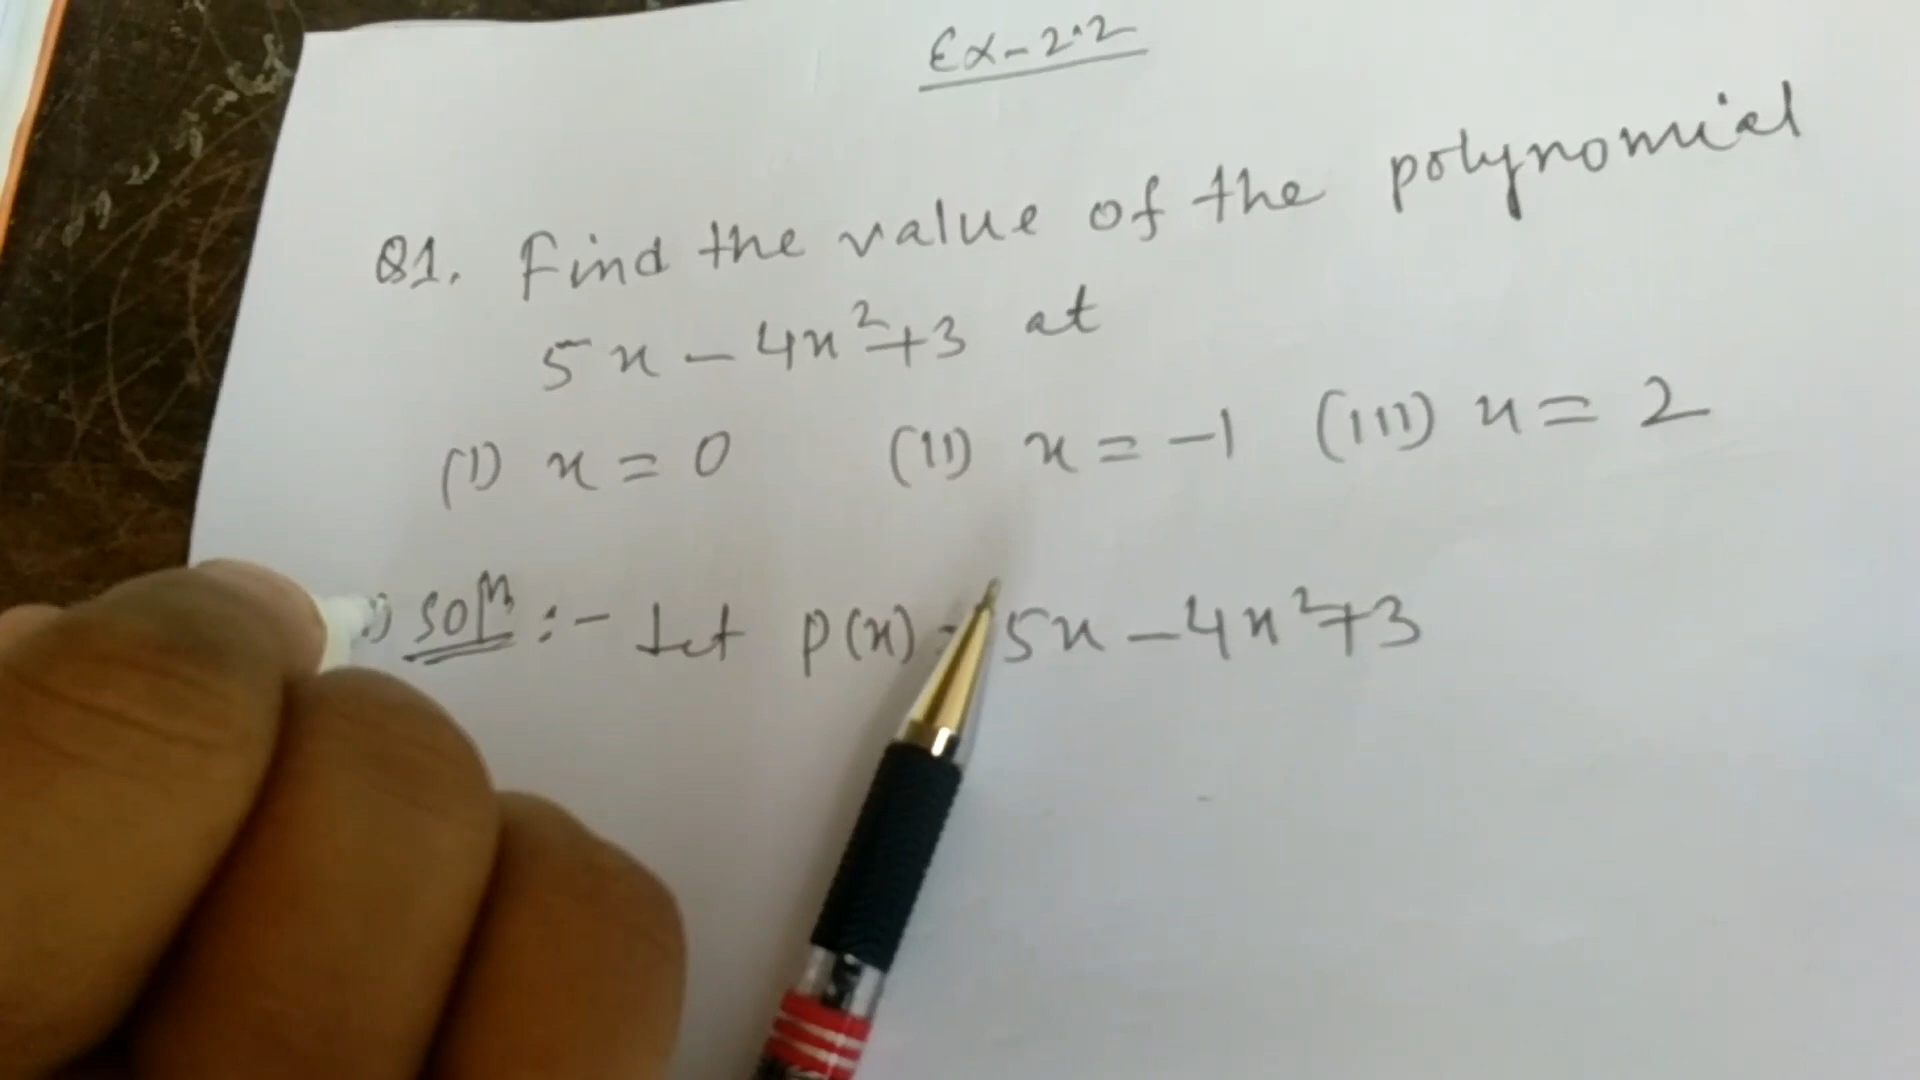 Ex-2.2
Q1. Find the value of the polynomial
5x - 4x²+3 at
(i) x = 0 (ii) x = -1 (iii) x = 2
i) Solⁿ :- Let p(x) = 5x - 4x²+3